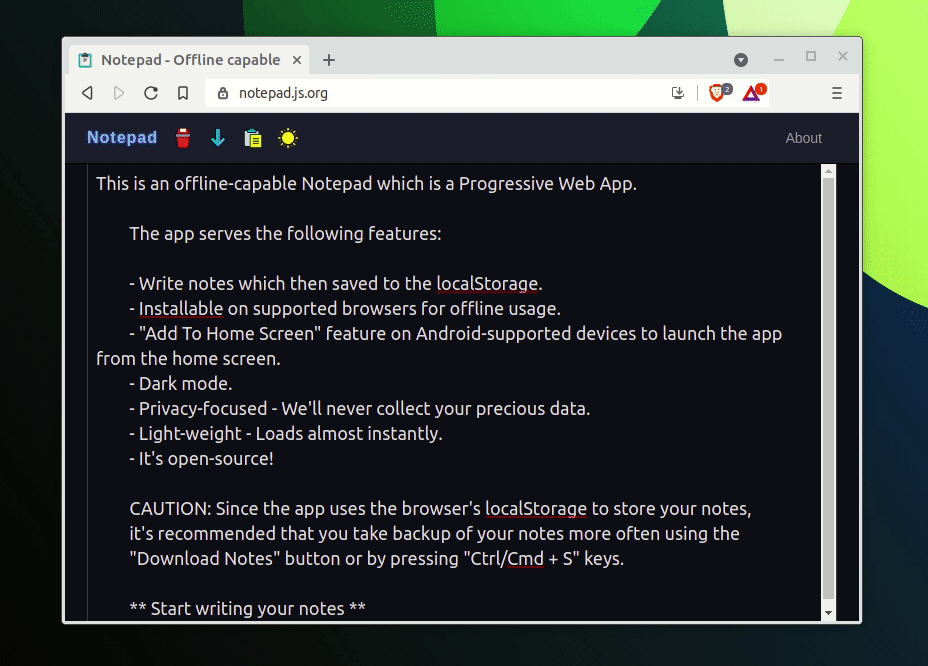 Notepad - Offline capable
notepad.js.org
2
1
Notepad
About
This is an offline-capable Notepad which is a Progressive Web App.
The app serves the following features:
- Write notes which then saved to the localStorage.
- Installable on supported browsers for offline usage.
- "Add To Home Screen" feature on Android-supported devices to launch the app
from the home screen.
- Dark mode.
- Privacy-focused - We'll never collect your precious data.
- Light-weight - Loads almost instantly.
- It's open-source!
CAUTION: Since the app uses the browser's localStorage to store your notes,
it's recommended that you take backup of your notes more often using the
"Download Notes" button or by pressing "Ctrl/Cmd + S" keys.
** Start writing your notes **